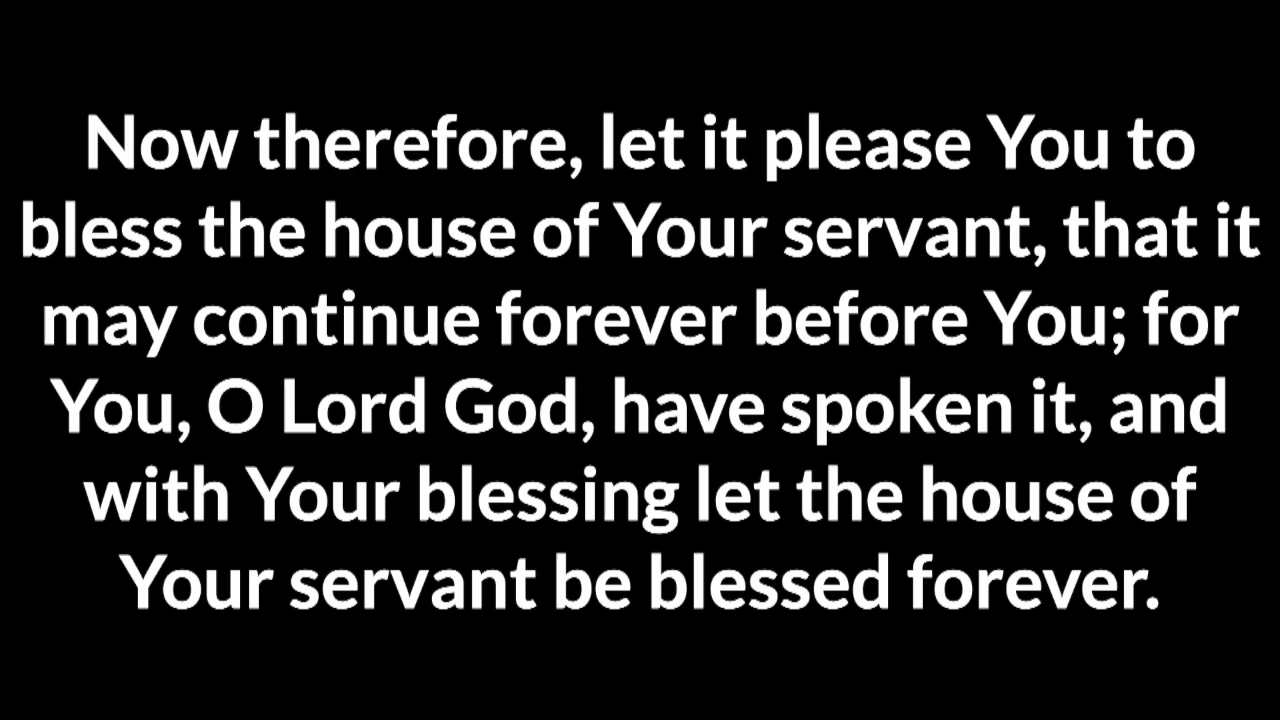 Now therefore, let it please You to
bless the house of Your servant, that it
may continue forever before You; for
You, O Lord God, have spoken it, and
with Your blessing let the house of
Your servant be blessed forever.